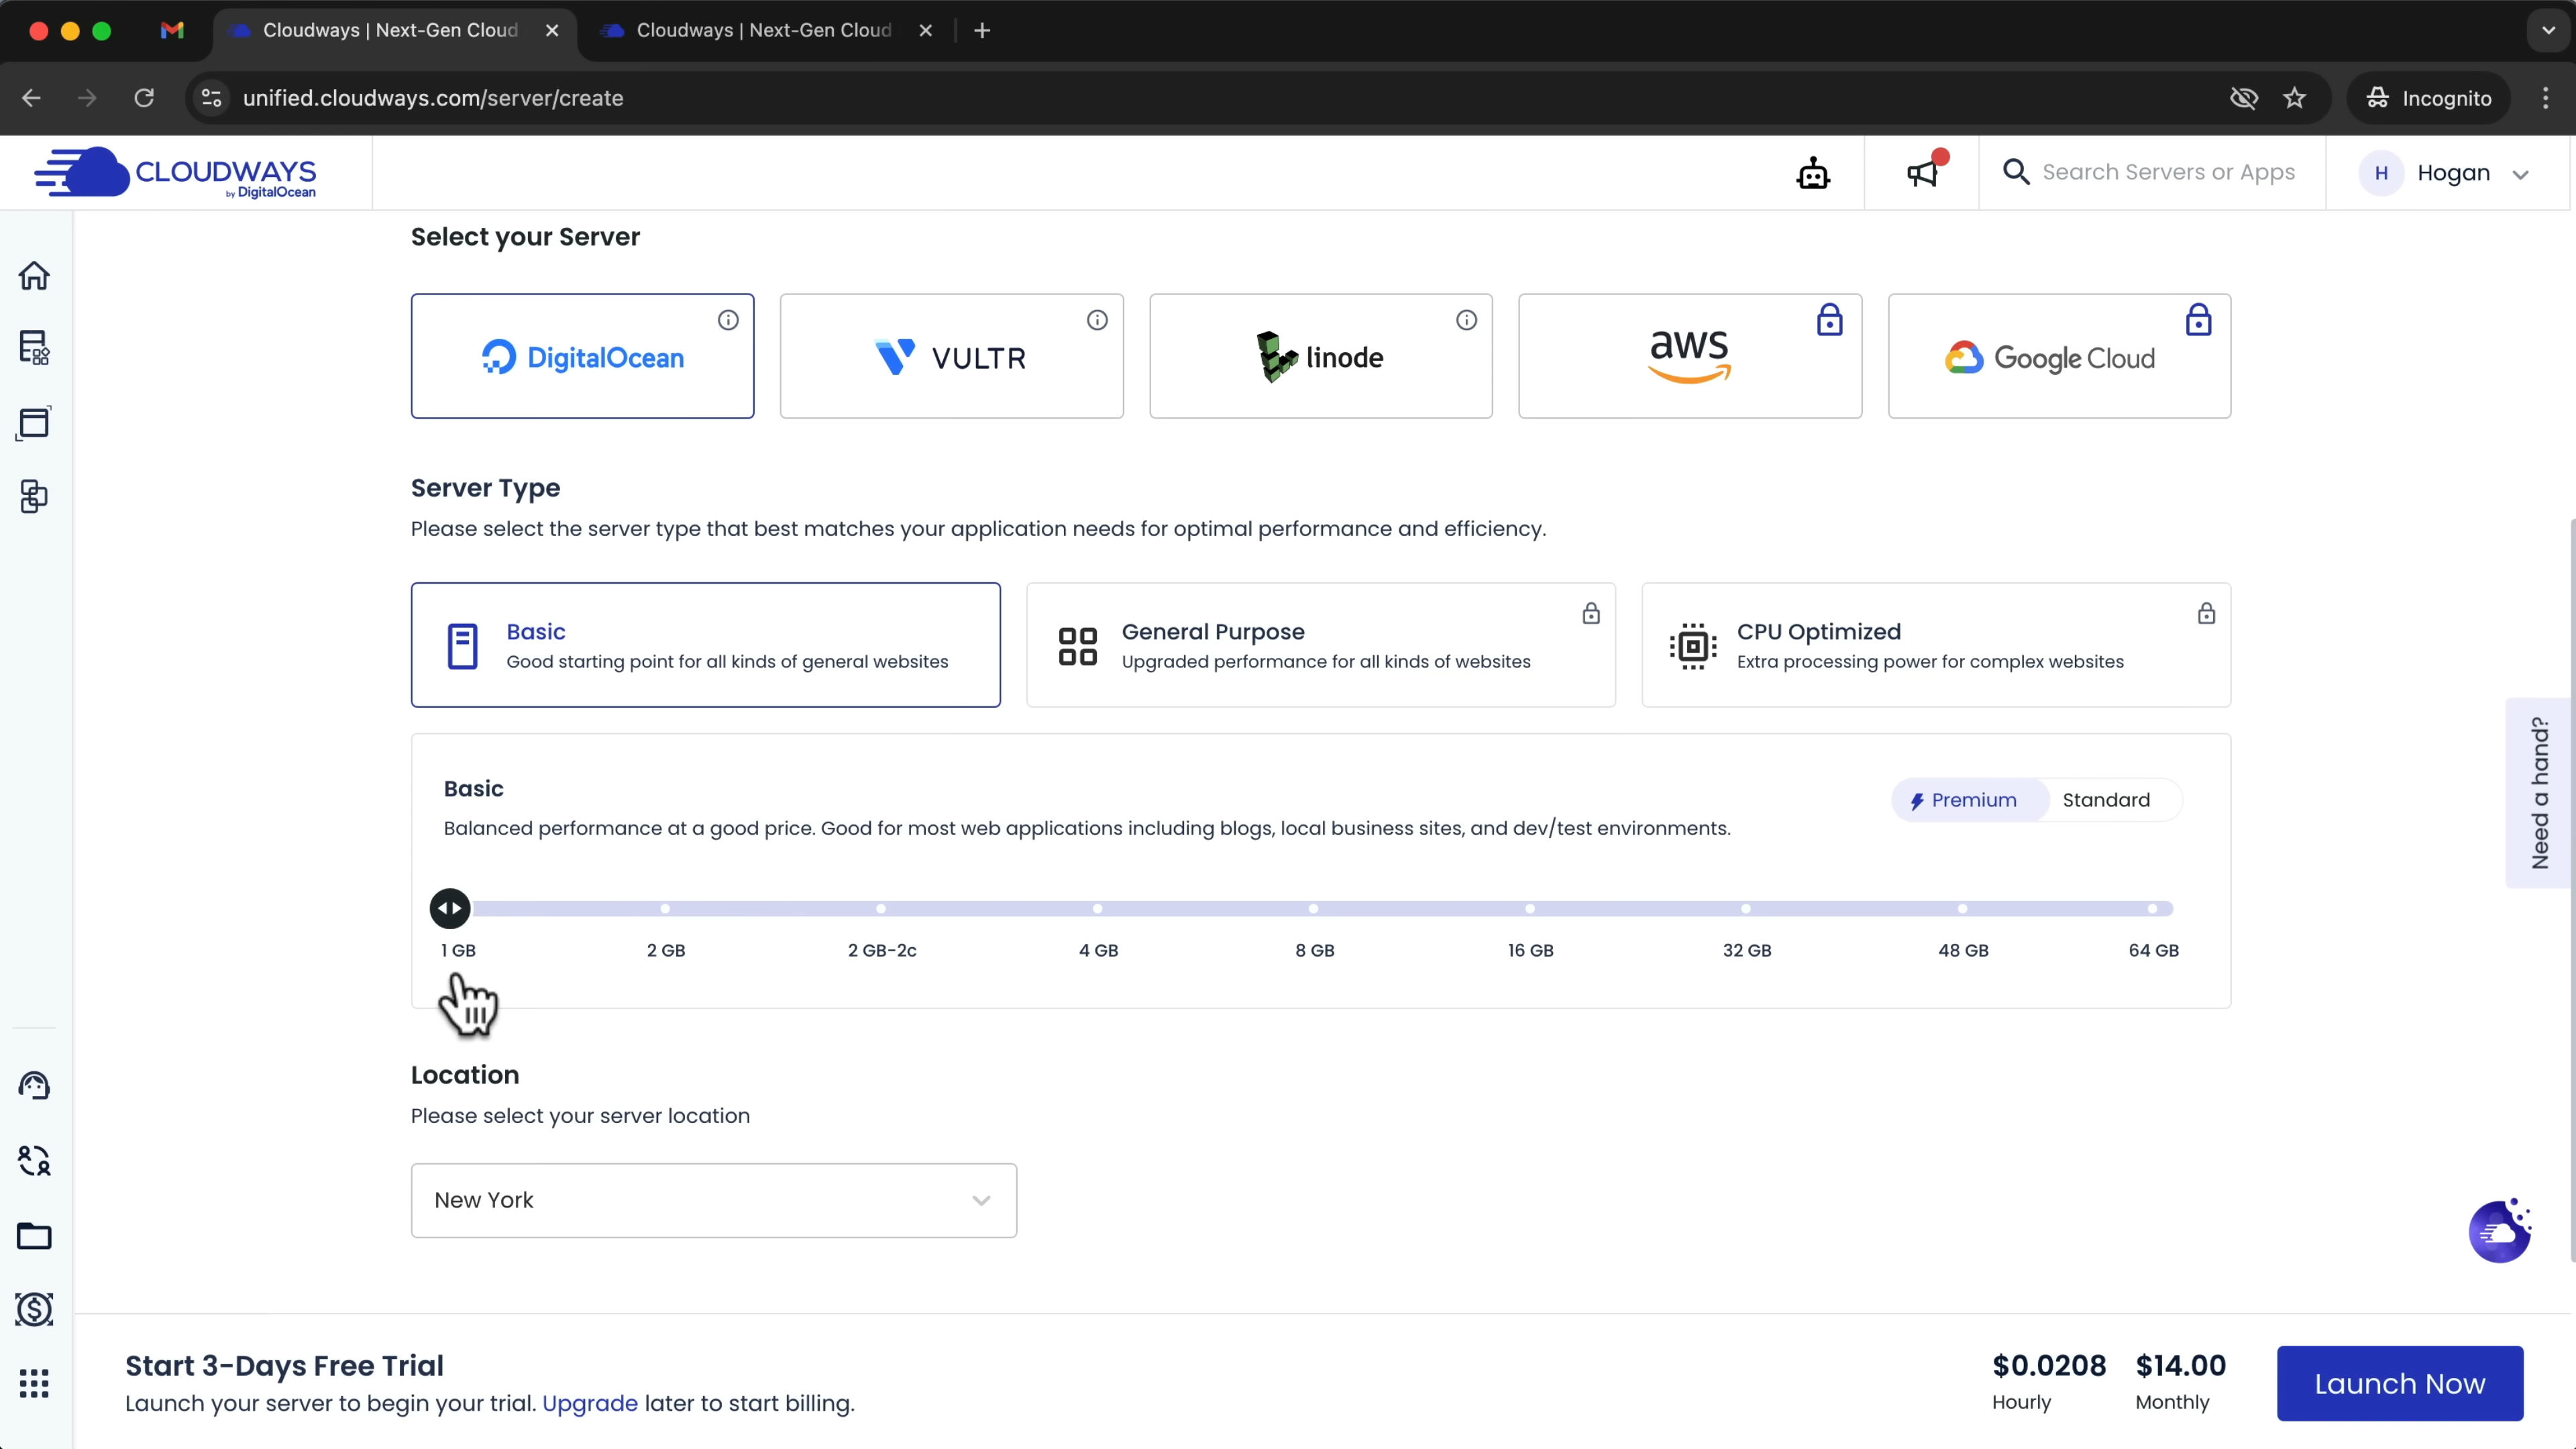 Cloudways | Next-Gen Cloud
Cloudways | Next-Gen Cloud
unified.cloudways.com/server/create
Incognito
CLOUDWAYS
by DigitalOcean
Search Servers or Apps
H
Hogan
Select your Server
DigitalOcean
VULTR
linode
aws
Google Cloud
Server Type
Please select the server type that best matches your application needs for optimal performance and efficiency.
Basic
Good starting point for all kinds of general websites
General Purpose
Upgraded performance for all kinds of websites
CPU Optimized
Extra processing power for complex websites
Need a hand?
Basic
Premium
Standard
Balanced performance at a good price. Good for most web applications including blogs, local business sites, and dev/test environments.
1 GB
2 GB
2 GB-2c
4 GB
8 GB
16 GB
32 GB
48 GB
64 GB
Location
Please select your server location
New York
Start 3-Days Free Trial
Launch your server to begin your trial. Upgrade later to start billing.
$0.0208
Hourly
$14.00
Monthly
Launch Now